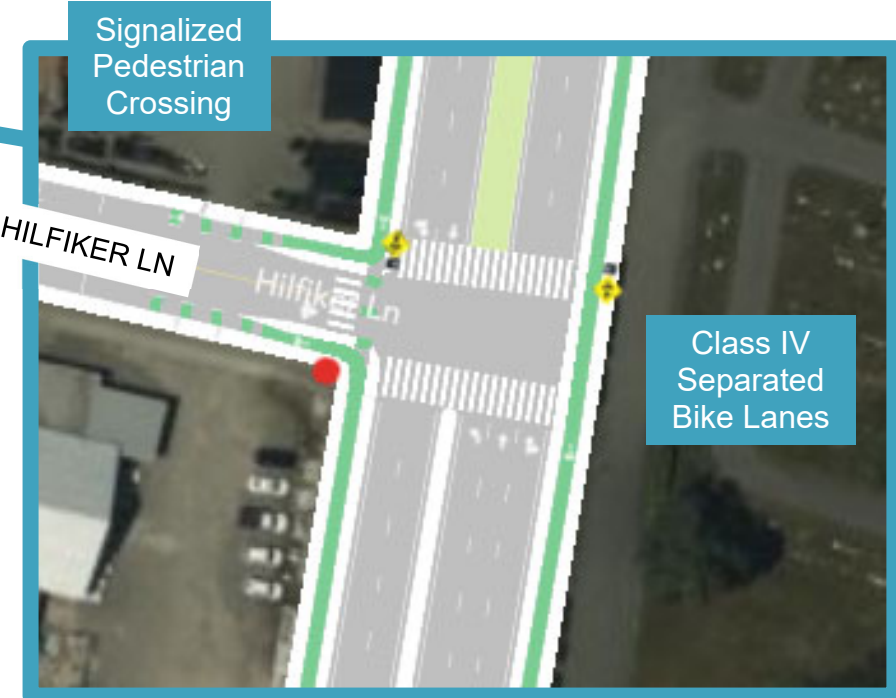 Signalized
Pedestrian
Crossing
HILFIKER LN
Hilfiker Ln
Class IV
Separated
Bike Lanes